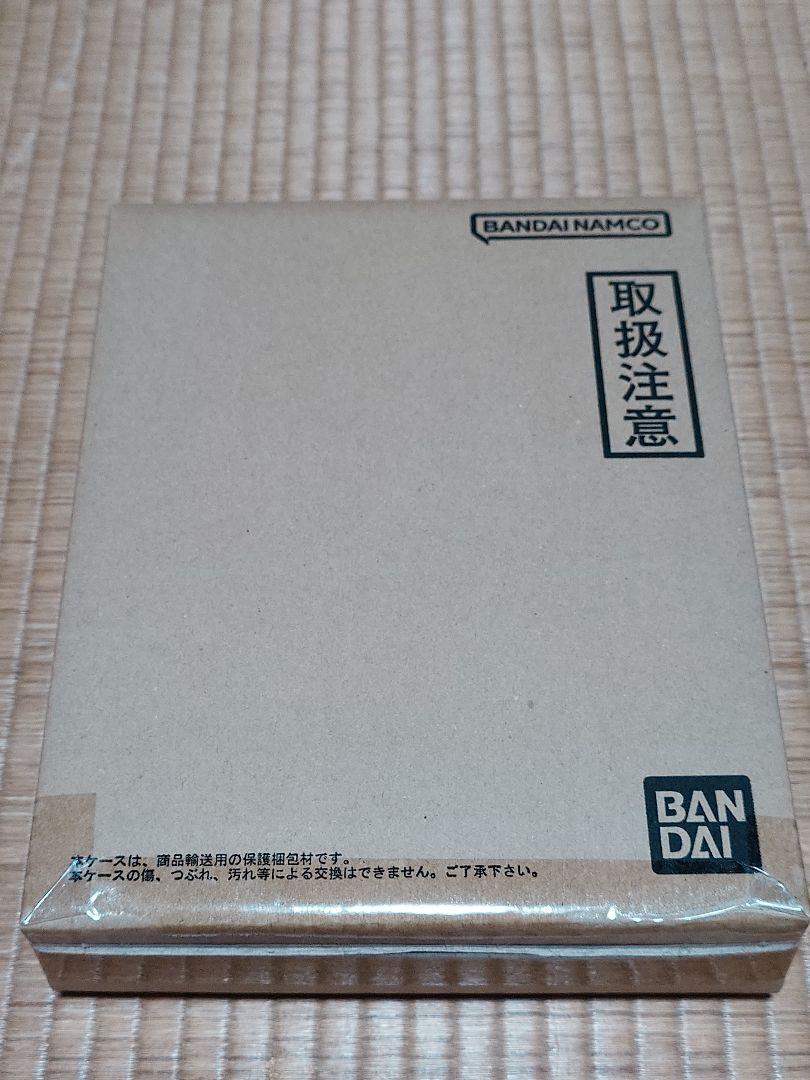 BANDAI NAMCO
取扱注意
BAN
DAI
本ケースは、商品輸送用の保護梱包材です。
本ケースの傷、つぶれ、汚れ等による交換はできません。ご了承下さい。